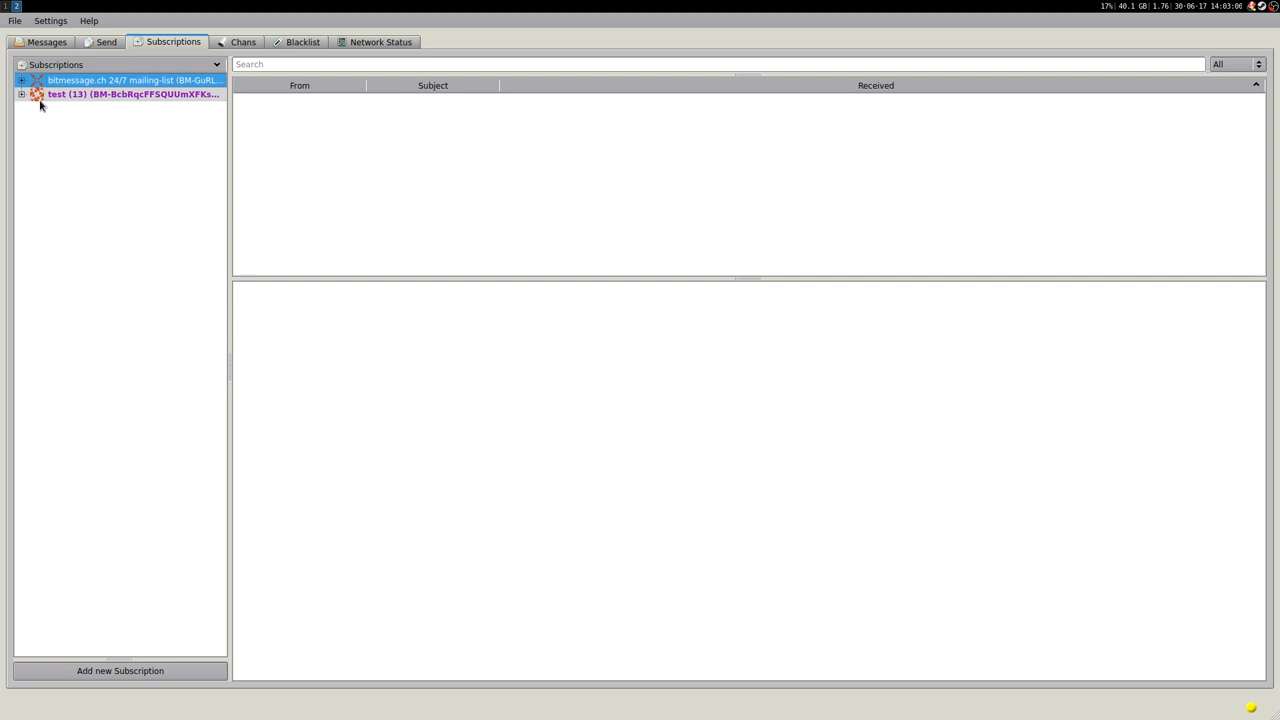 1 2 17%| 40.1 GB| 1.76| 30-06-17 14:03:00
File Settings Help
Messages Send Subscriptions Chans Blacklist Network Status
Subscriptions
Search
All
bitmessage.ch 24/7 mailing-list (BM-GuRL...
test (13) (BM-BcbRqcFFSQUUmXFKs...
From Subject Received
Add new Subscription